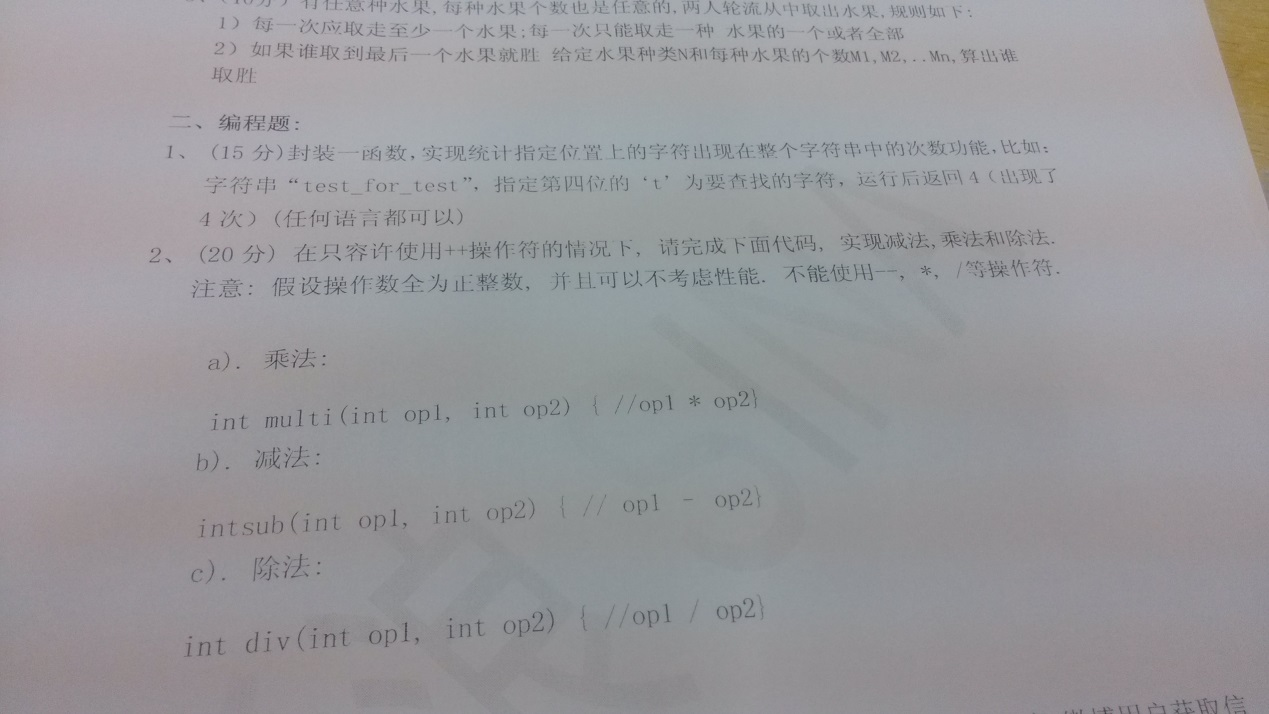 有任意种水果,每种水果个数也是任意的,两人轮流从中取出水果,规则如下:
1) 每一次应取走至少一个水果;每一次只能取走一种 水果的一个或者全部
2) 如果谁取到最后一个水果就胜 给定水果种类N和每种水果的个数M1,M2,..Mn,算出谁
取胜
二、编程题:
1、 (15 分)封装一函数,实现统计指定位置上的字符出现在整个字符串中的次数功能,比如:
字符串“test_for_test”, 指定第四位的‘t’为要查找的字符, 运行后返回 4 (出现了
4 次) (任何语言都可以)
2、 (20 分) 在只容许使用++操作符的情况下, 请完成下面代码, 实现减法,乘法和除法.
注意: 假设操作数全为正整数, 并且可以不考虑性能. 不能使用--, *, /等操作符.
a). 乘法:
int multi(int op1, int op2) { //op1 * op2}
b). 减法:
intsub(int op1, int op2) { // op1 - op2}
c). 除法:
int div(int op1, int op2) { //op1 / op2}
户获取信